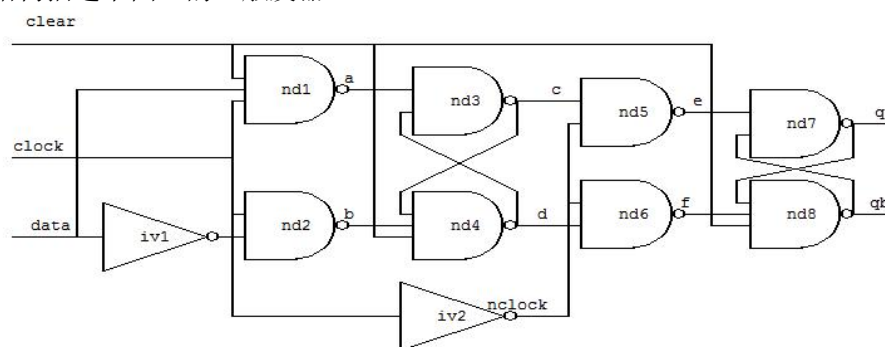 clear
nd1
a
nd3
c
nd5
e
nd7
q
clock
data
iv1
nd2
b
nd4
d
nd6
f
nd8
qb
iv2
nclock